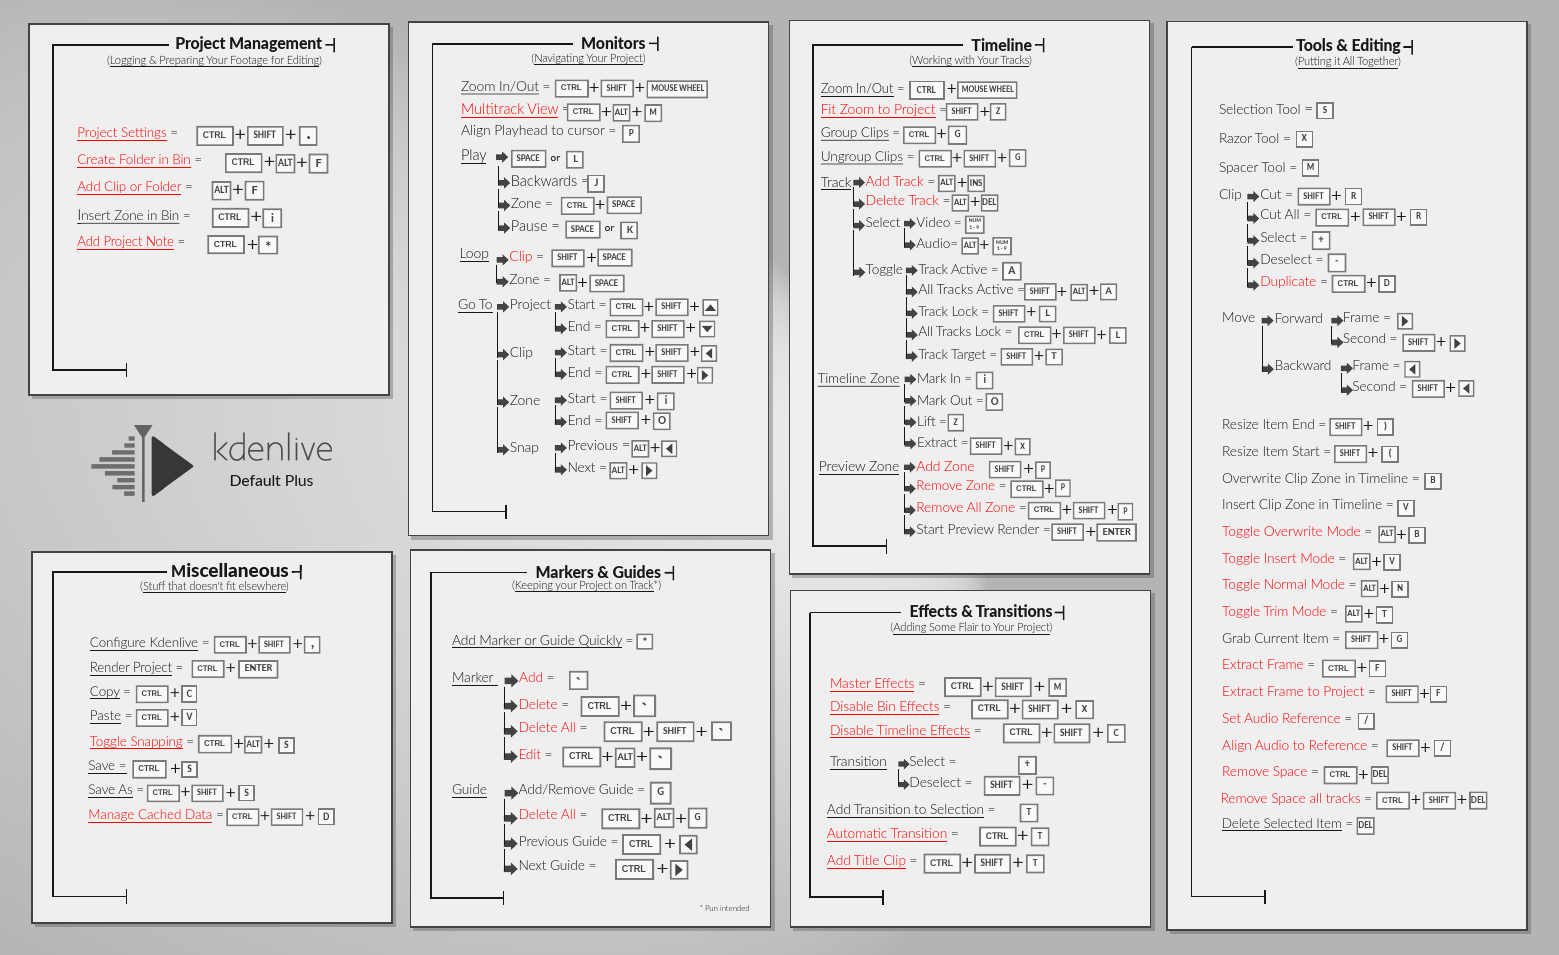 Project Management
(Logging & Preparing Your Footage for Editing)
Project Settings = CTRL + SHIFT + .
Create Folder in Bin = CTRL + ALT + F
Add Clip or Folder = ALT + F
Insert Zone in Bin = CTRL + i
Add Project Note = CTRL + *
kdenlive
Default Plus
Miscellaneous
(Stuff that doesn't fit elsewhere)
Configure Kdenlive = CTRL + SHIFT + ,
Render Project = CTRL + ENTER
Copy = CTRL + C
Paste = CTRL + V
Toggle Snapping = CTRL + ALT + S
Save = CTRL + S
Save As = CTRL + SHIFT + S
Manage Cached Data = CTRL + SHIFT + D
Monitors
(Navigating Your Project)
Zoom In/Out = CTRL + SHIFT + MOUSE WHEEL
Multitrack View = CTRL + ALT + M
Align Playhead to cursor = P
Play SPACE or L
Backwards = J
Zone = CTRL + SPACE
Pause = SPACE or K
Loop Clip = SHIFT + SPACE
Zone = ALT + SPACE
Go To Project Start = CTRL + SHIFT + ▲
End = CTRL + SHIFT + ▼
Clip Start = CTRL + SHIFT + ◀
End = CTRL + SHIFT + ▶
Zone Start = SHIFT + i
End = SHIFT + O
Snap Previous = ALT + ◀
Next = ALT + ▶
Markers & Guides
(Keeping your Project on Track*)
Add Marker or Guide Quickly = *
Marker Add = `
Delete = CTRL + `
Delete All = CTRL + SHIFT + `
Edit = CTRL + ALT + `
Guide Add/Remove Guide = G
Delete All = CTRL + ALT + G
Previous Guide = CTRL + ◀
Next Guide = CTRL + ▶
* Pun intended
Timeline
(Working with Your Tracks)
Zoom In/Out = CTRL + MOUSE WHEEL
Fit Zoom to Project = SHIFT + Z
Group Clips = CTRL + G
Ungroup Clips = CTRL + SHIFT + G
Track Add Track = ALT + INS
Delete Track = ALT + DEL
Select Video = NUM 1-9
Audio = ALT + NUM 1-9
Toggle Track Active = A
All Tracks Active = SHIFT + ALT + A
Track Lock = SHIFT + L
All Tracks Lock = CTRL + SHIFT + L
Track Target = SHIFT + T
Timeline Zone Mark In = i
Mark Out = O
Lift = Z
Extract = SHIFT + X
Preview Zone Add Zone SHIFT + P
Remove Zone = CTRL + P
Remove All Zone = CTRL + SHIFT + P
Start Preview Render = SHIFT + ENTER
Effects & Transitions
(Adding Some Flair to Your Project)
Master Effects = CTRL + SHIFT + M
Disable Bin Effects = CTRL + SHIFT + X
Disable Timeline Effects = CTRL + SHIFT + C
Transition Select = +
Deselect = SHIFT + -
Add Transition to Selection = T
Automatic Transition = CTRL + T
Add Title Clip = CTRL + SHIFT + T
Tools & Editing
(Putting it All Together)
Selection Tool = S
Razor Tool = X
Spacer Tool = M
Clip Cut = SHIFT + R
Cut All = CTRL + SHIFT + R
Select = +
Deselect = -
Duplicate = CTRL + D
Move Forward Frame = ▶
Second = SHIFT + ▶
Backward Frame = ◀
Second = SHIFT + ◀
Resize Item End = SHIFT + )
Resize Item Start = SHIFT + (
Overwrite Clip Zone in Timeline = B
Insert Clip Zone in Timeline = V
Toggle Overwrite Mode = ALT + B
Toggle Insert Mode = ALT + V
Toggle Normal Mode = ALT + N
Toggle Trim Mode = ALT + T
Grab Current Item = SHIFT + G
Extract Frame = CTRL + F
Extract Frame to Project = SHIFT + F
Set Audio Reference = /
Align Audio to Reference = SHIFT + /
Remove Space = CTRL + DEL
Remove Space all tracks = CTRL + SHIFT + DEL
Delete Selected Item = DEL